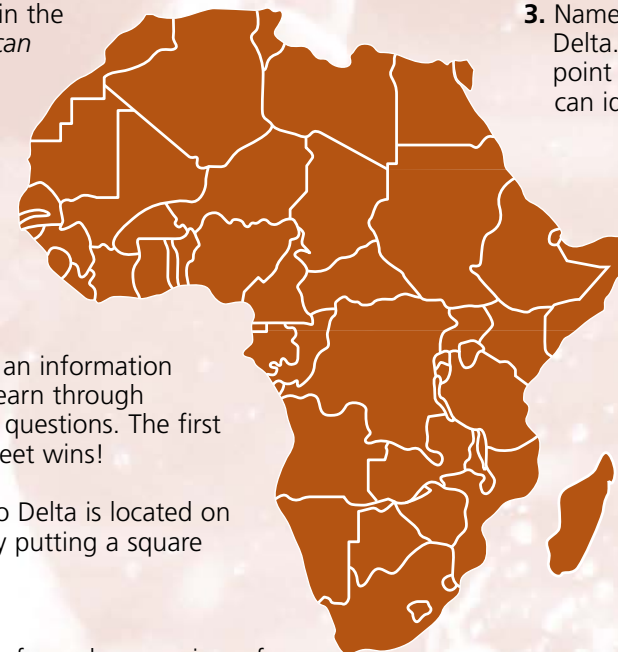 in the
can
3. Name
Delta.
point
can id
an information
earn through
questions. The first
eet wins!
o Delta is located on
y putting a square